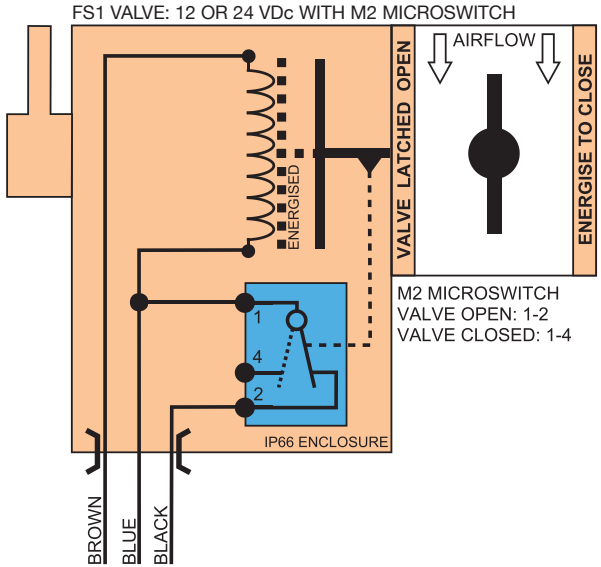 FS1 VALVE: 12 OR 24 VDc WITH M2 MICROSWITCH
AIRFLOW
VALVE LATCHED OPEN
ENERGISE TO CLOSE
ENERGISED
M2 MICROSWITCH
VALVE OPEN: 1-2
VALVE CLOSED: 1-4
1
4
2
IP66 ENCLOSURE
BROWN
BLUE
BLACK